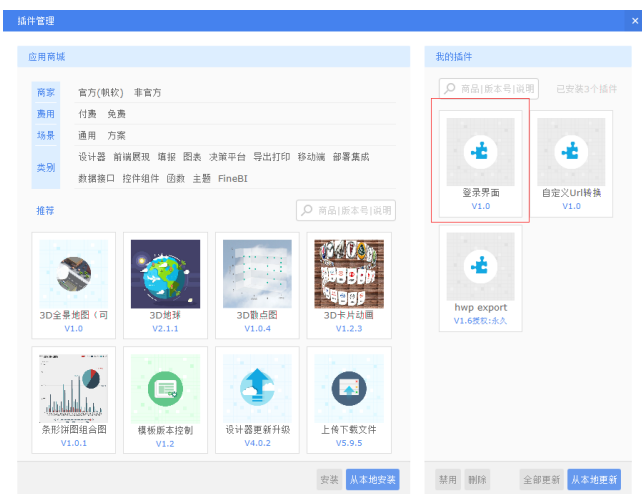 插件管理
应用商城
商家 官方(帆软) 非官方
费用 付费 免费
场景 通用 方案
类别 设计器 前端展现 填报 图表 决策平台 导出打印 移动端 部署集成
数据接口 控件组件 函数 主题 FineBI
推荐 商品|版本号|说明
3D全景地图（可 3D地球 3D散点图 3D卡片动画
V1.0 V2.1.1 V1.0.4 V1.2.3
条形饼图组合图 模板版本控制 设计器更新升级 上传下载文件
V1.0.1 V1.2 V4.0.2 V5.9.5
安装 从本地安装
我的插件
商品|版本号|说明 已安装3个插件
登录界面 自定义Url转换
V1.0 V1.0
hwp export
V1.6授权:永久
禁用 删除 全部更新 从本地更新